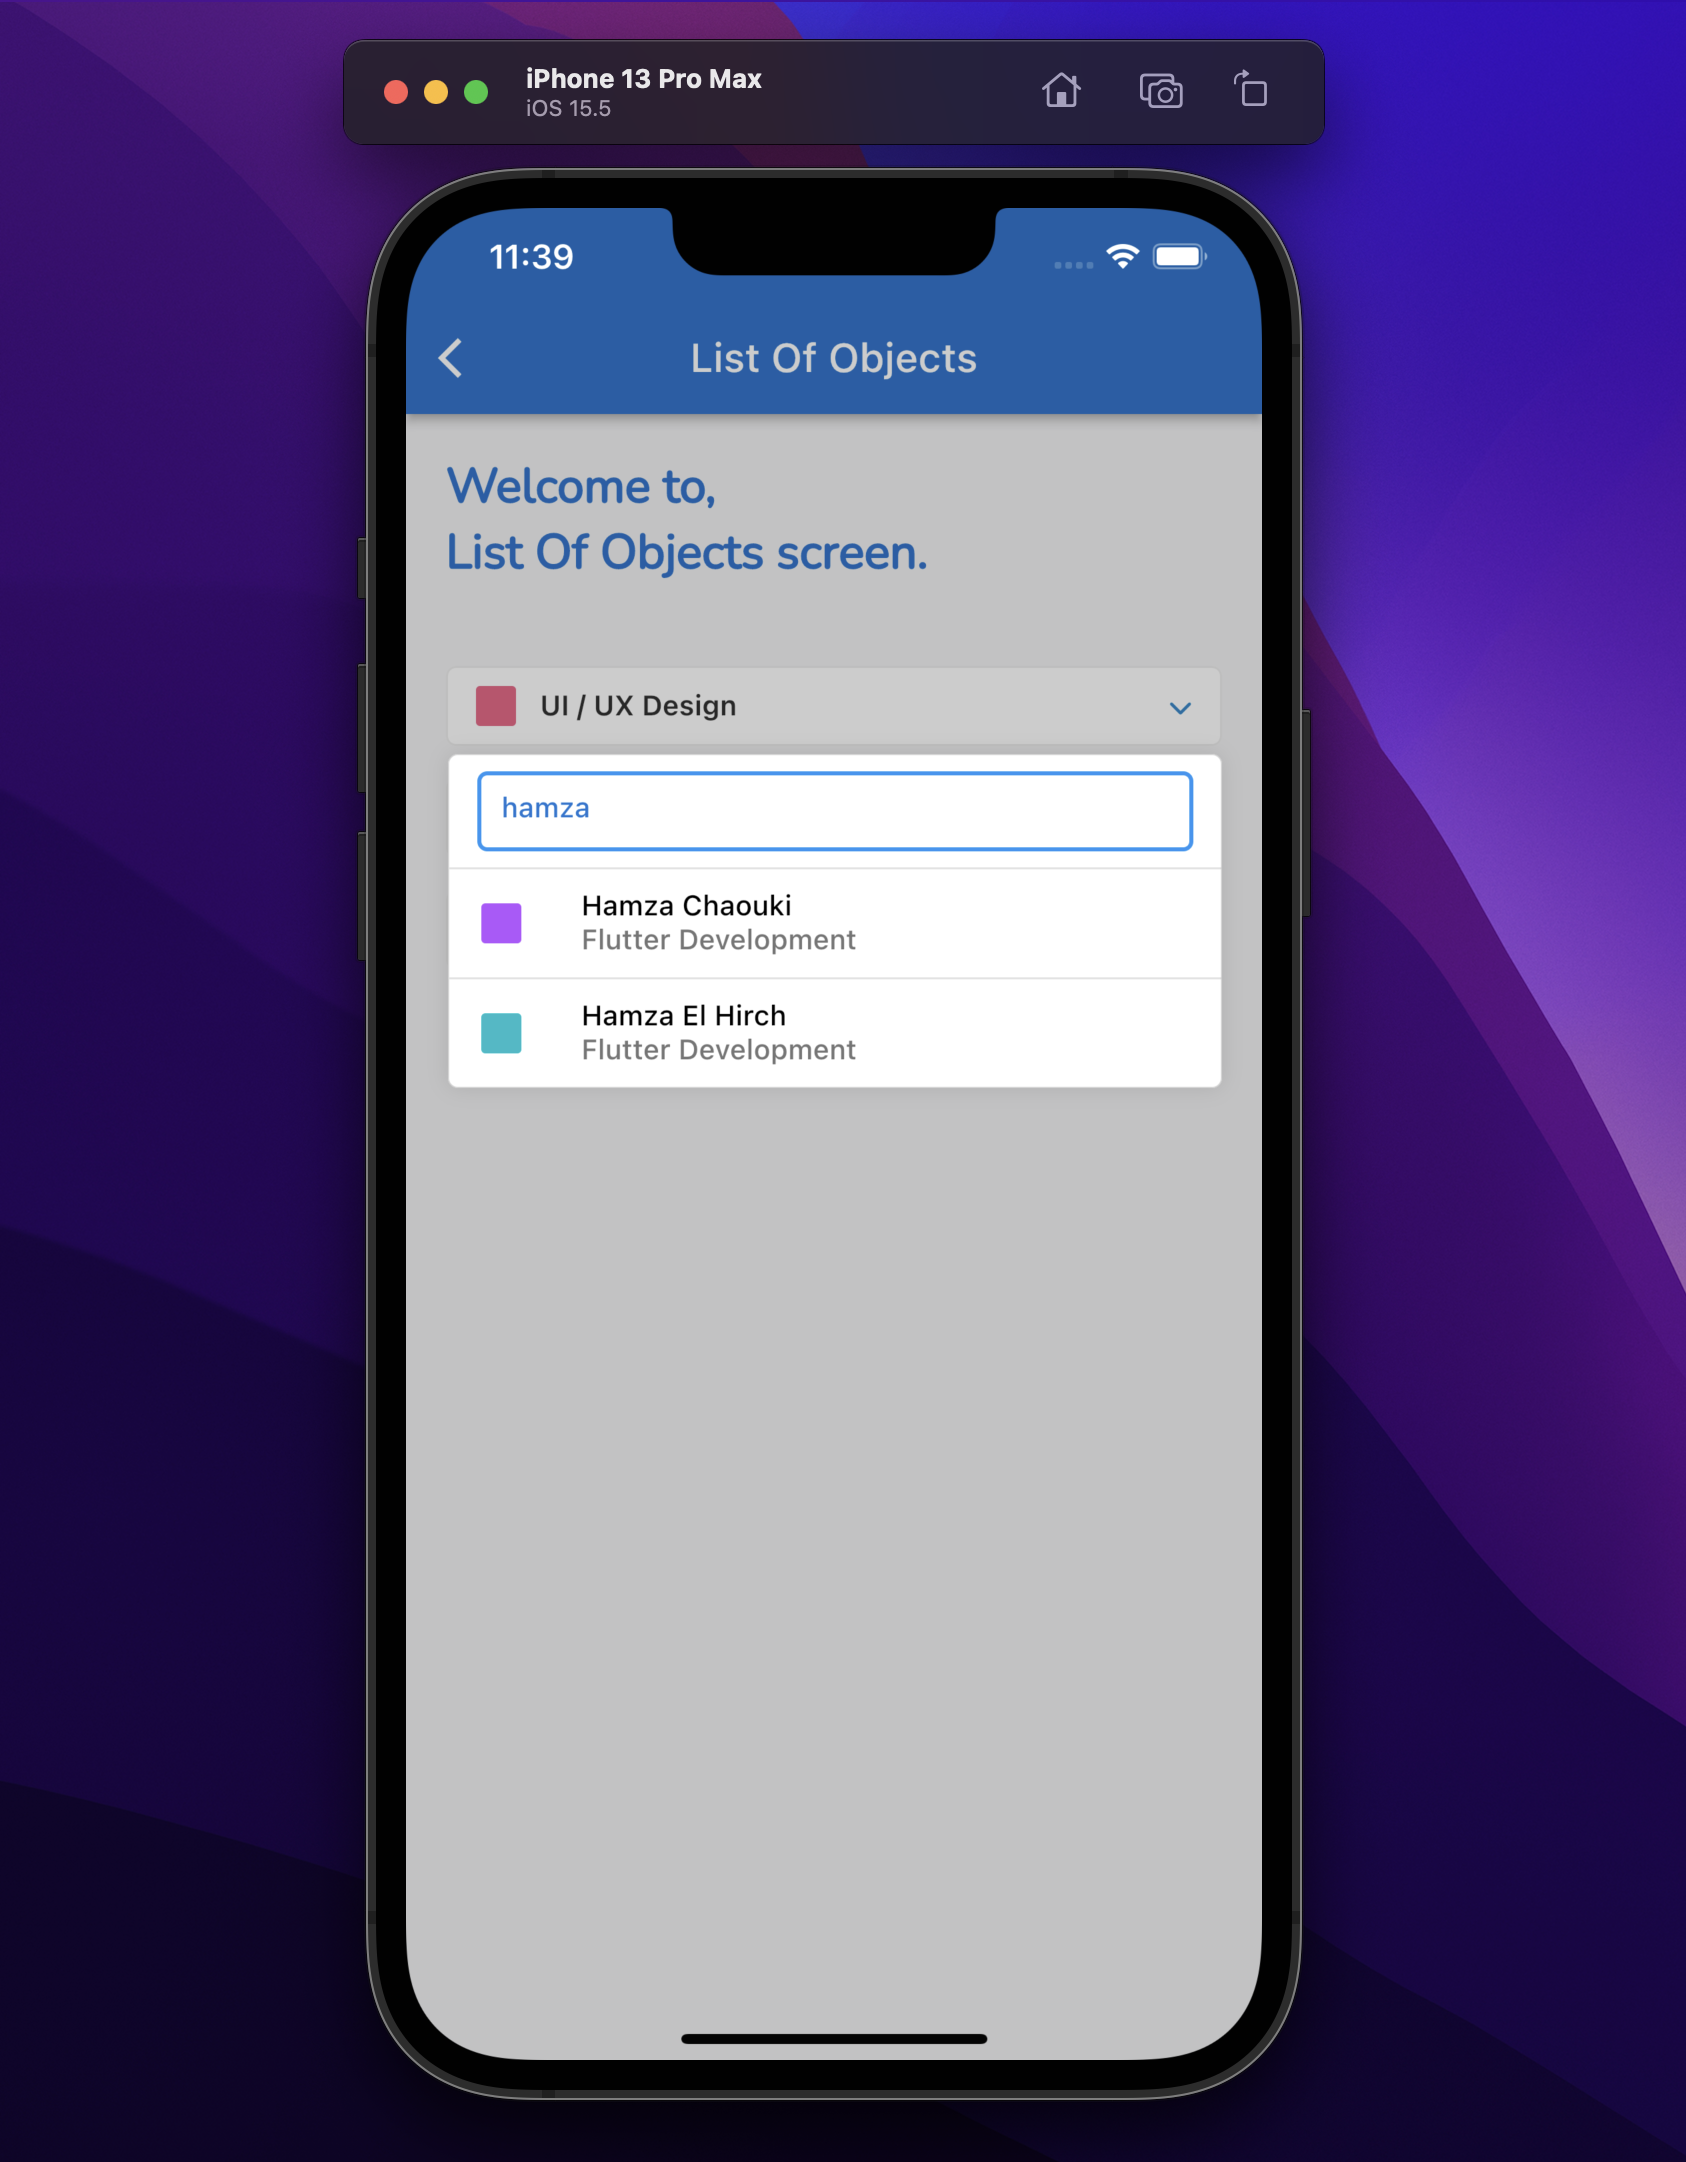 iPhone 13 Pro Max
iOS 15.5
11:39
List Of Objects
Welcome to,
List Of Objects screen.
UI / UX Design
hamza
Hamza Chaouki
Flutter Development
Hamza El Hirch
Flutter Development